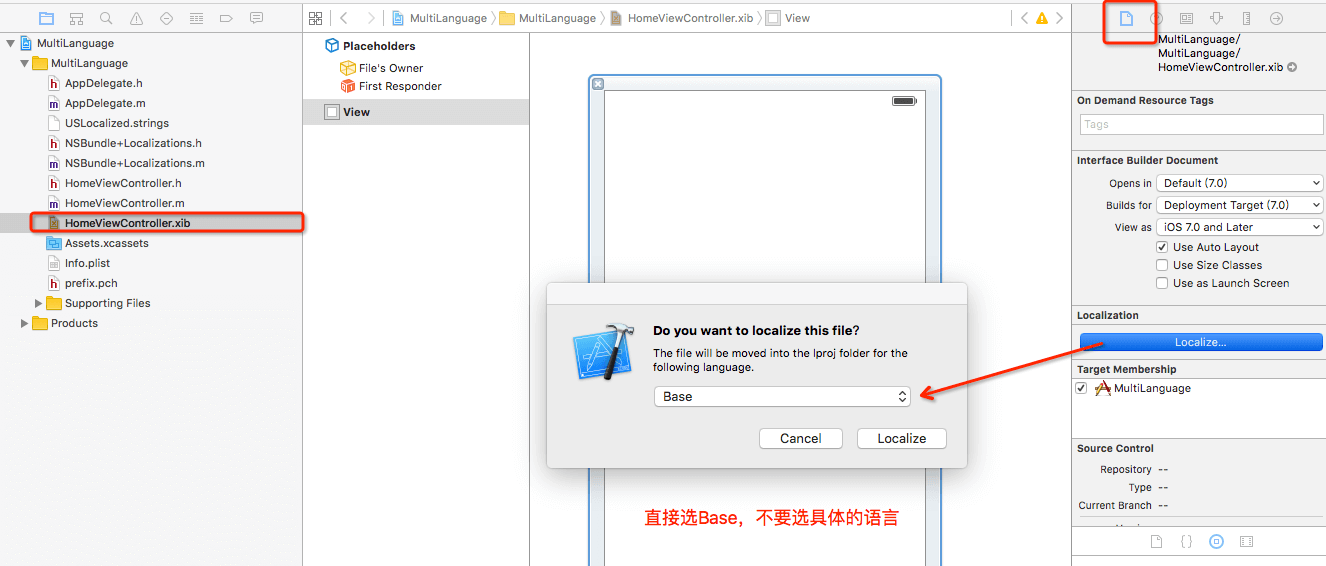 MultiLanguage
MultiLanguage
AppDelegate.h
AppDelegate.m
USLocalized.strings
NSBundle+Localizations.h
NSBundle+Localizations.m
HomeViewController.h
HomeViewController.m
HomeViewController.xib
Assets.xcassets
Info.plist
prefix.pch
Supporting Files
Products
MultiLanguage
MultiLanguage
HomeViewController.xib
View
Placeholders
File's Owner
First Responder
View
Do you want to localize this file?
The file will be moved into the lproj folder for the
following language.
Base
Cancel
Localize
直接选Base，不要选具体的语言
MultiLanguage/
MultiLanguage/
HomeViewController.xib
On Demand Resource Tags
Tags
Interface Builder Document
Opens in Default (7.0)
Builds for Deployment Target (7.0)
View as iOS 7.0 and Later
Use Auto Layout
Use Size Classes
Use as Launch Screen
Localization
Localize...
Target Membership
MultiLanguage
Source Control
Repository --
Type --
Current Branch --